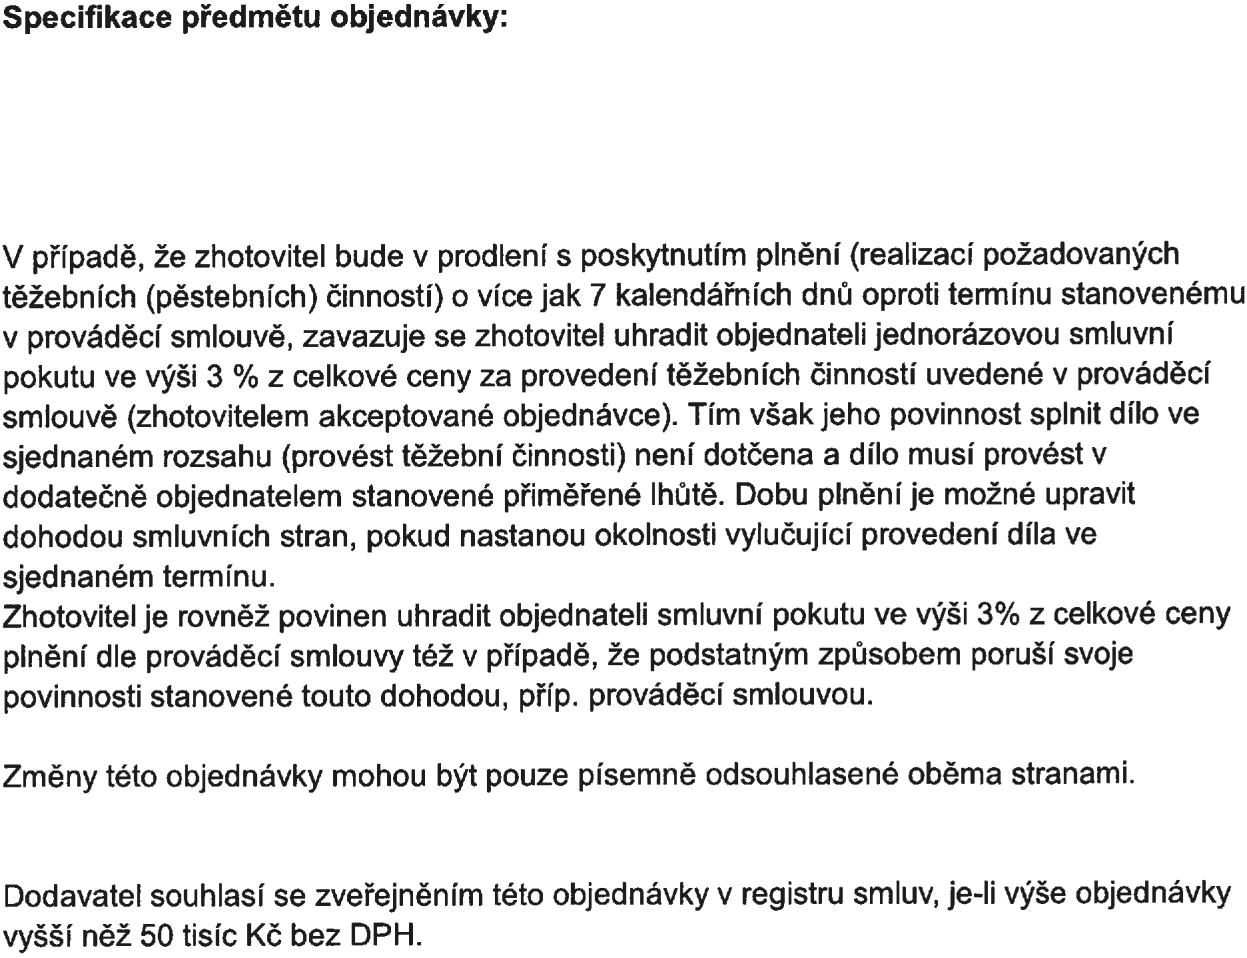 Specifikace předmětu objednávky:
V případě, že zhotovitel bude v prodlení s poskytnutím plnění (realizací požadovaných
těžebních (pěstebních) činností) o více jak 7 kalendářních dnů oproti termínu stanovenému
v prováděcí smlouvě, zavazuje se zhotovitel uhradit objednateli jednorázovou smluvní
pokutu ve výši 3 % z celkové ceny za provedení těžebních činností uvedené v prováděcí
smlouvě (zhotovitelem akceptované objednávce). Tím však jeho povinnost splnit dílo ve
sjednaném rozsahu (provést těžební činnosti) není dotčena a dílo musí provést v
dodatečně objednatelem stanovené přiměřené lhůtě. Dobu plnění je možné upravit
dohodou smluvních stran, pokud nastanou okolnosti vylučující provedení díla ve
sjednaném termínu.
Zhotovitel je rovněž povinen uhradit objednateli smluvní pokutu ve výši 3% z celkové ceny
plnění dle prováděcí smlouvy též v případě, že podstatným způsobem poruší svoje
povinnosti stanovené touto dohodou, příp. prováděcí smlouvou.
Změny této objednávky mohou být pouze písemně odsouhlasené oběma stranami.
Dodavatel souhlasí se zveřejněním této objednávky v registru smluv, je-li výše objednávky
vyšší něž 50 tisíc Kč bez DPH.